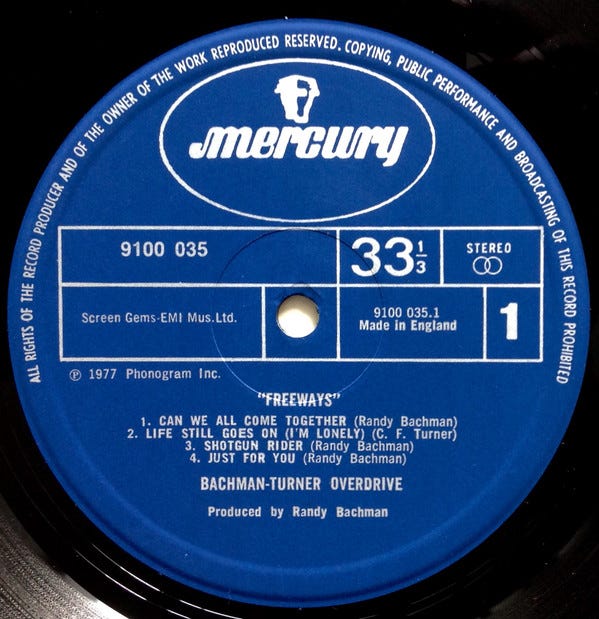 ALL RIGHTS OF THE RECORD PRODUCER AND OF THE OWNER OF THE WORK REPRODUCED RESERVED. COPYING, PUBLIC PERFORMANCE AND BROADCASTING OF THIS RECORD PROHIBITED
mercury
9100 035
33 1/3
STEREO
Screen Gems-EMI Mus.Ltd.
9100 035.1
Made in England
1
℗ 1977 Phonogram Inc.
"FREEWAYS"
1. CAN WE ALL COME TOGETHER (Randy Bachman)
2. LIFE STILL GOES ON (I'M LONELY) (C. F. Turner)
3. SHOTGUN RIDER (Randy Bachman)
4. JUST FOR YOU (Randy Bachman)
BACHMAN-TURNER OVERDRIVE
Produced by Randy Bachman